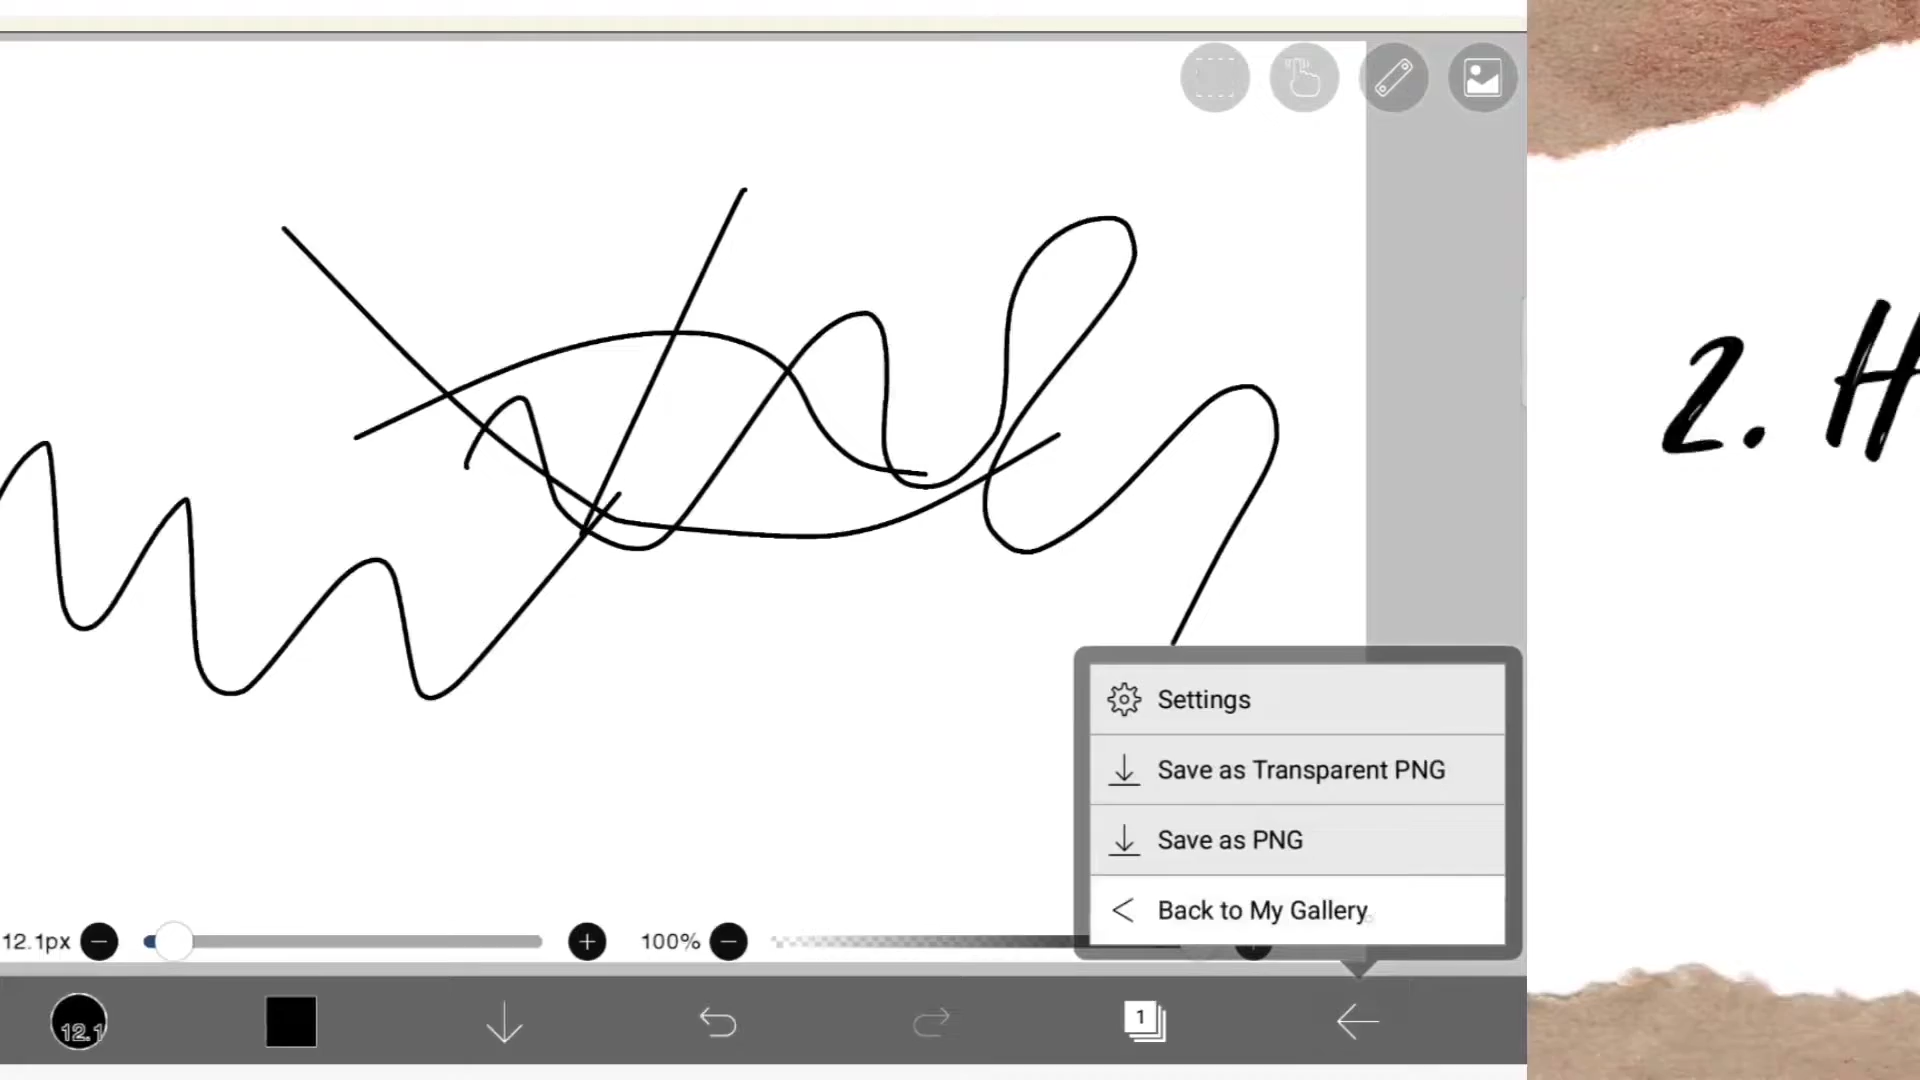 2. H
Settings
Save as Transparent PNG
Save as PNG
Back to My Gallery
12.1px
100%
12.1
1